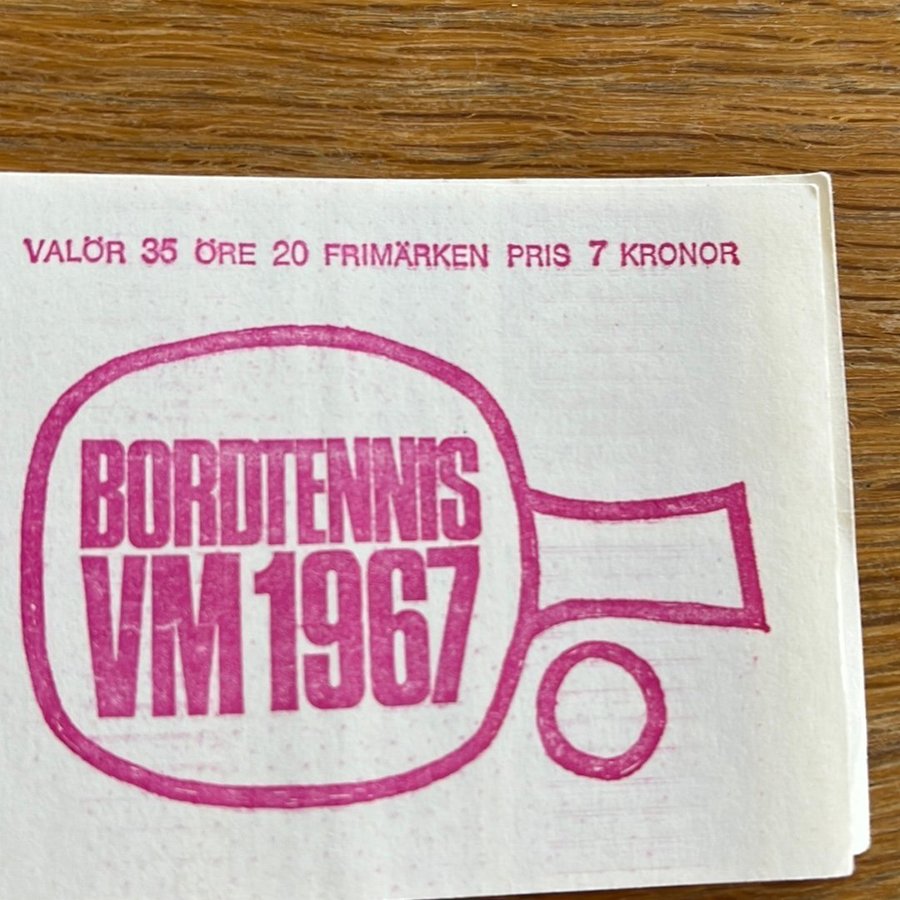 VALÖR 35 ÖRE 20 FRIMÄRKEN PRIS 7 KRONOR
BORDTENNIS
VM 1967